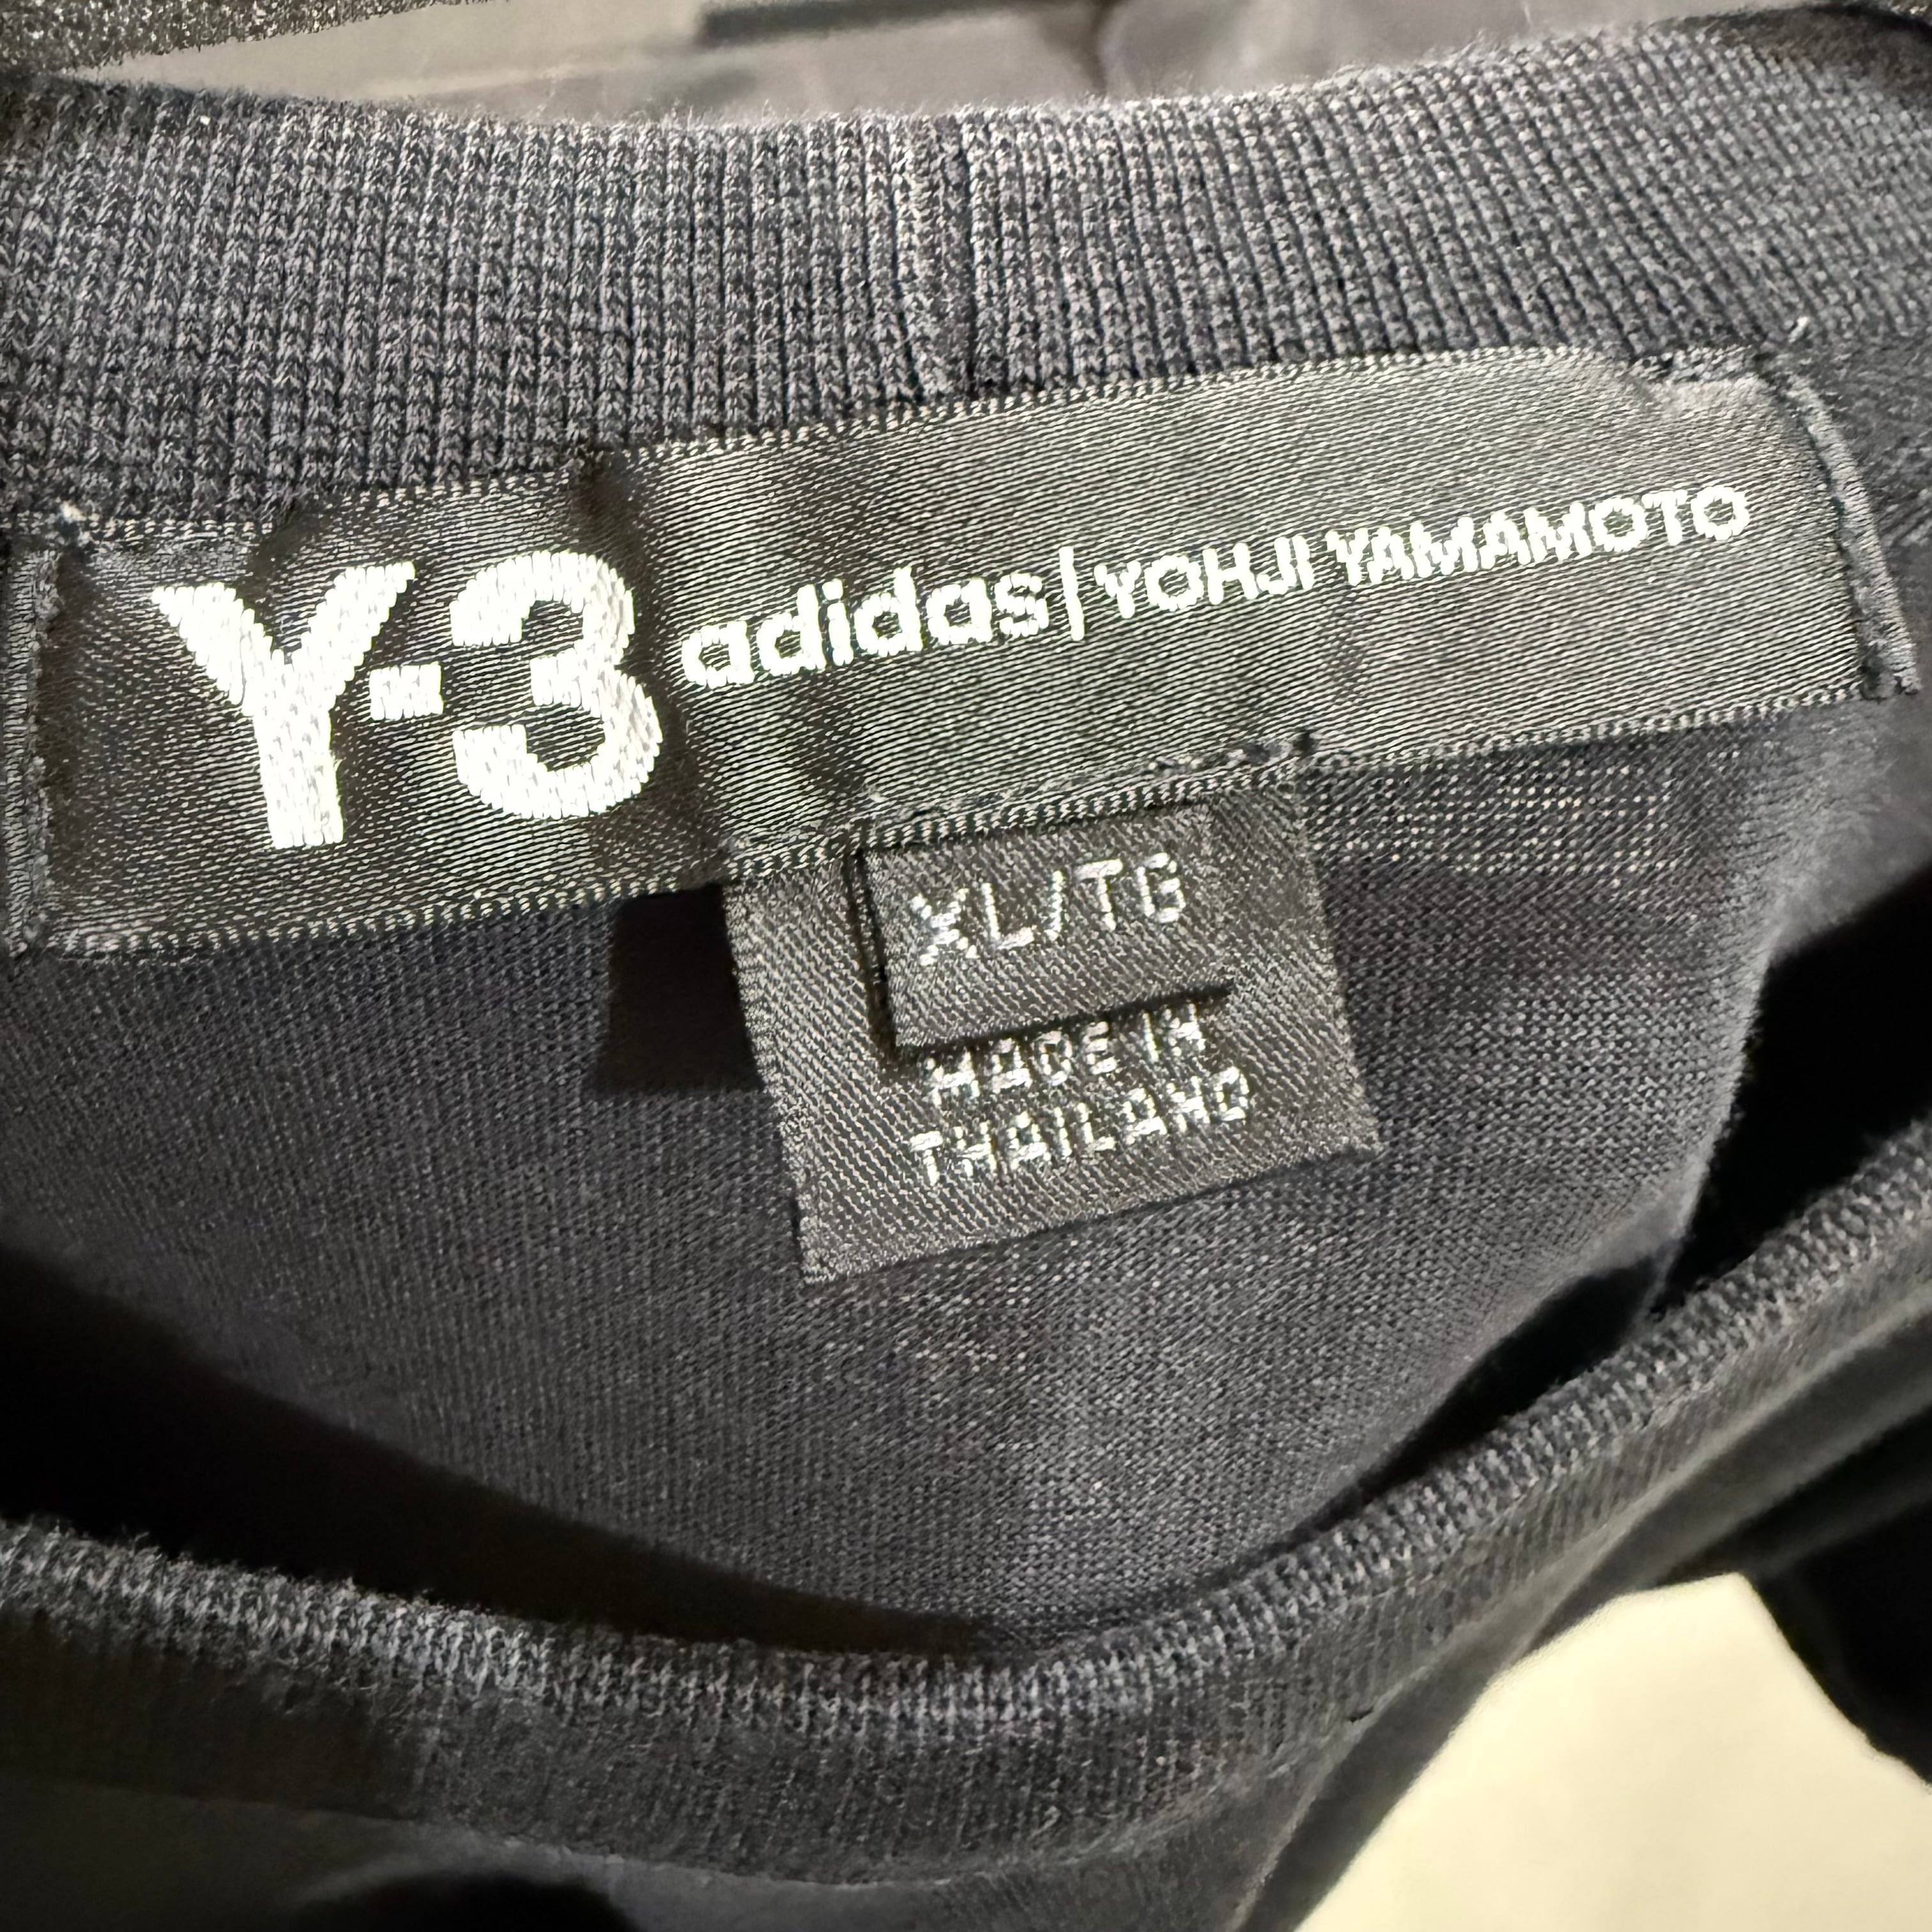 Y-3 adidas | YOHJI YAMAMOTO
XL/TG
MADE IN
THAILAND